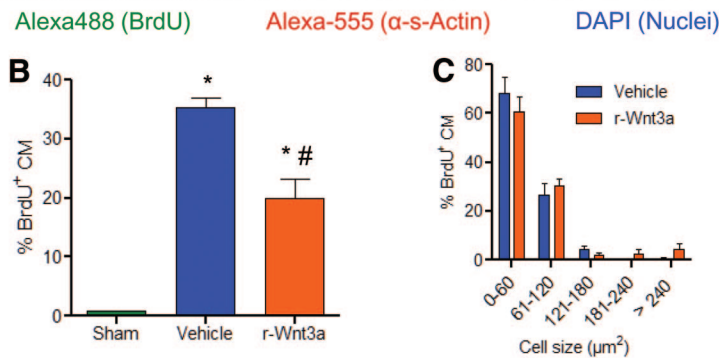 Alexa488 (BrdU) Alexa-555 (α-s-Actin) DAPI (Nuclei)
B
% BrdU⁺ CM
40
30
20
10
0
*
* #
Sham Vehicle r-Wnt3a
C
% BrdU⁺ CM
80
60
40
20
0
Vehicle
r-Wnt3a
0-60 61-120 121-180 181-240 > 240
Cell size (µm²)